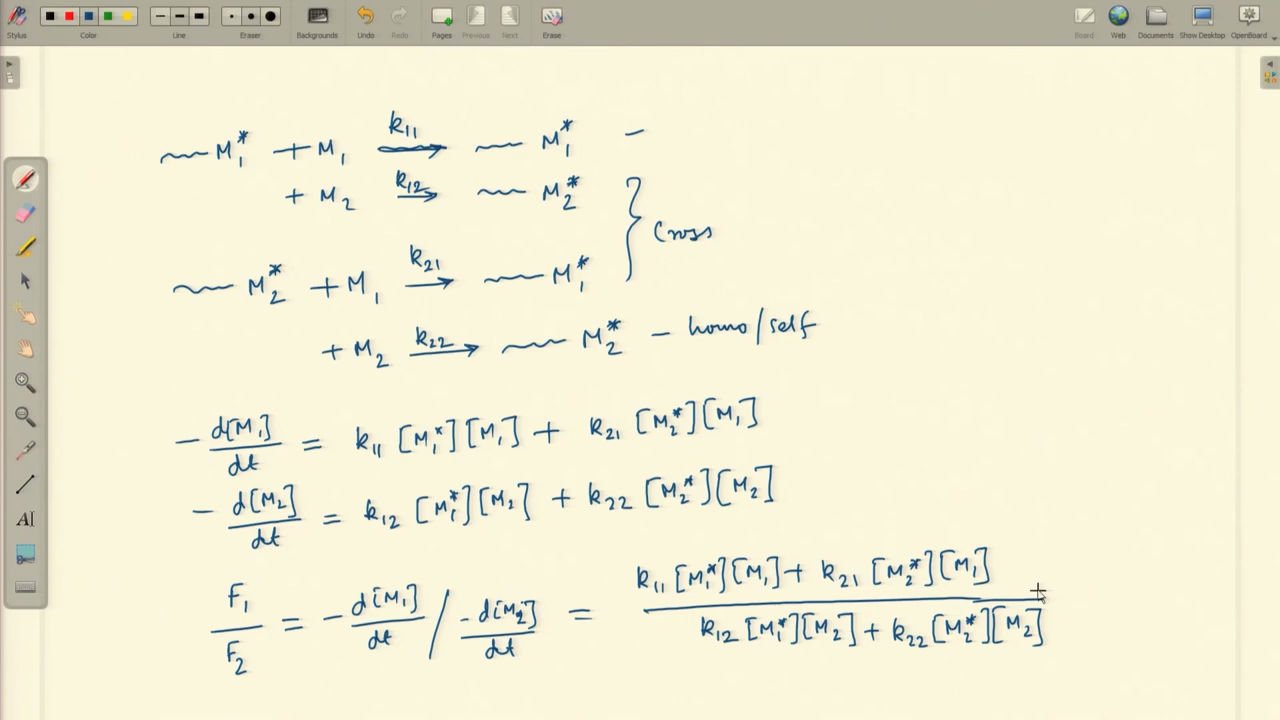 Stylus Color Line Eraser Backgrounds Undo Redo Pages Previous Next Erase Board Web Documents Show Desktop OpenBoard
M₁* + M₁ —k₁₁→ M₁* –
+ M₂ —k₁₂→ M₂*
} Cross
M₂* + M₁ —k₂₁→ M₁*
+ M₂ —k₂₂→ M₂* – homo/self
- d[M₁]/dt = k₁₁ [M₁*][M₁] + k₂₁ [M₂*][M₁]
- d[M₂]/dt = k₁₂ [M₁*][M₂] + k₂₂ [M₂*][M₂]
F₁/F₂ = - d[M₁]/dt / - d[M₂]/dt = (k₁₁ [M₁*][M₁] + k₂₁ [M₂*][M₁]) / (k₁₂ [M₁*][M₂] + k₂₂ [M₂*][M₂])